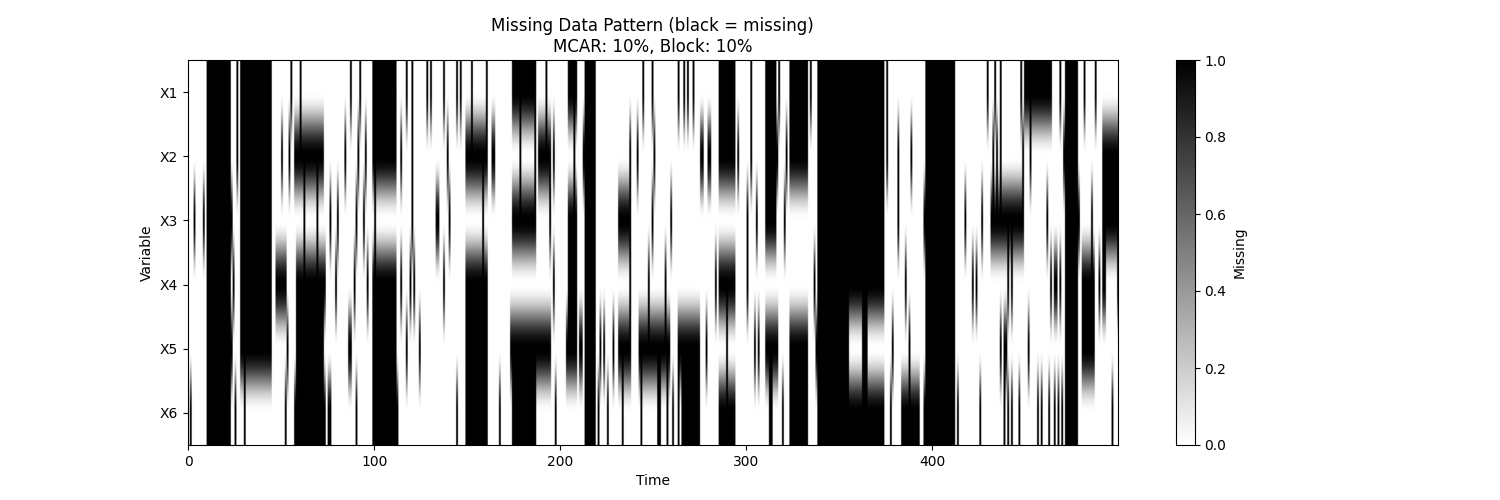 Missing Data Pattern (black = missing)
MCAR: 10%, Block: 10%
Variable
X1
X2
X3
X4
X5
X6
0 100 200 300 400
Time
1.0
0.8
0.6
0.4
0.2
0.0
Missing